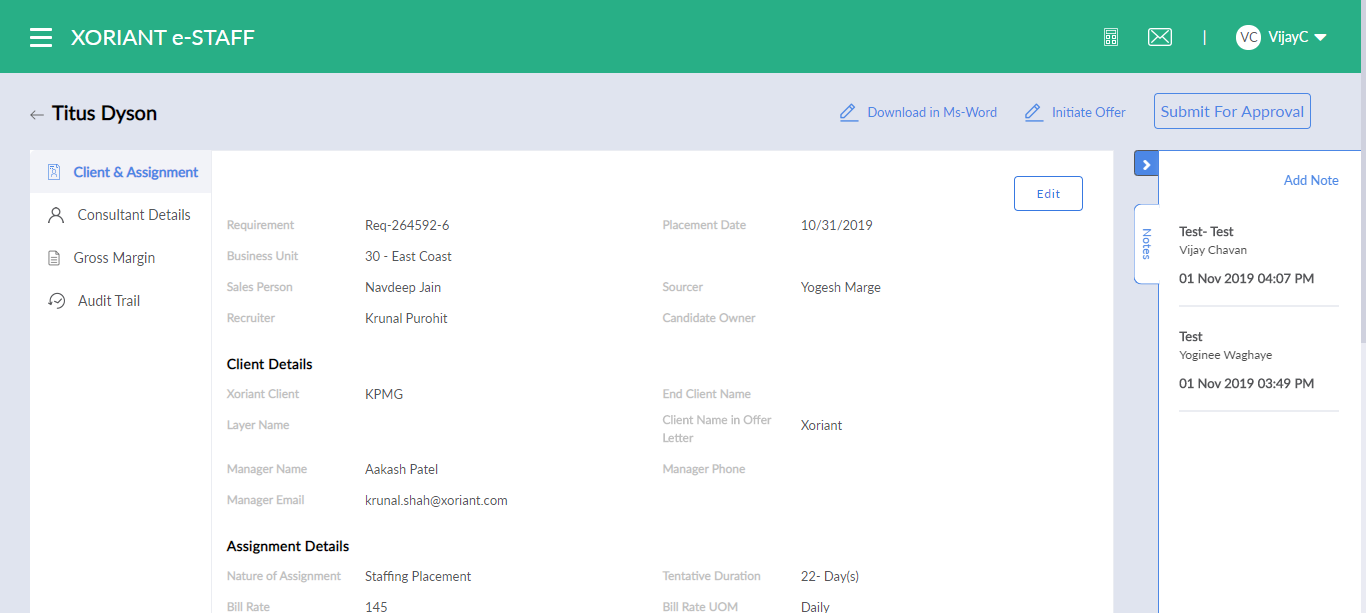 XORIANT e-STAFF
|
VC VijayC
← Titus Dyson
Download in Ms-Word
Initiate Offer
Submit For Approval
Client & Assignment
Consultant Details
Gross Margin
Audit Trail
Edit
Requirement Req-264592-6 Placement Date 10/31/2019
Business Unit 30 - East Coast
Sales Person Navdeep Jain Sourcer Yogesh Marge
Recruiter Krunal Purohit Candidate Owner
Client Details
Xoriant Client KPMG End Client Name
Layer Name Client Name in Offer
Letter Xoriant
Manager Name Aakash Patel Manager Phone
Manager Email krunal.shah@xoriant.com
Assignment Details
Nature of Assignment Staffing Placement Tentative Duration 22- Day(s)
Bill Rate 145 Bill Rate UOM Daily
Notes
Add Note
Test- Test
Vijay Chavan
01 Nov 2019 04:07 PM
Test
Yoginee Waghaye
01 Nov 2019 03:49 PM